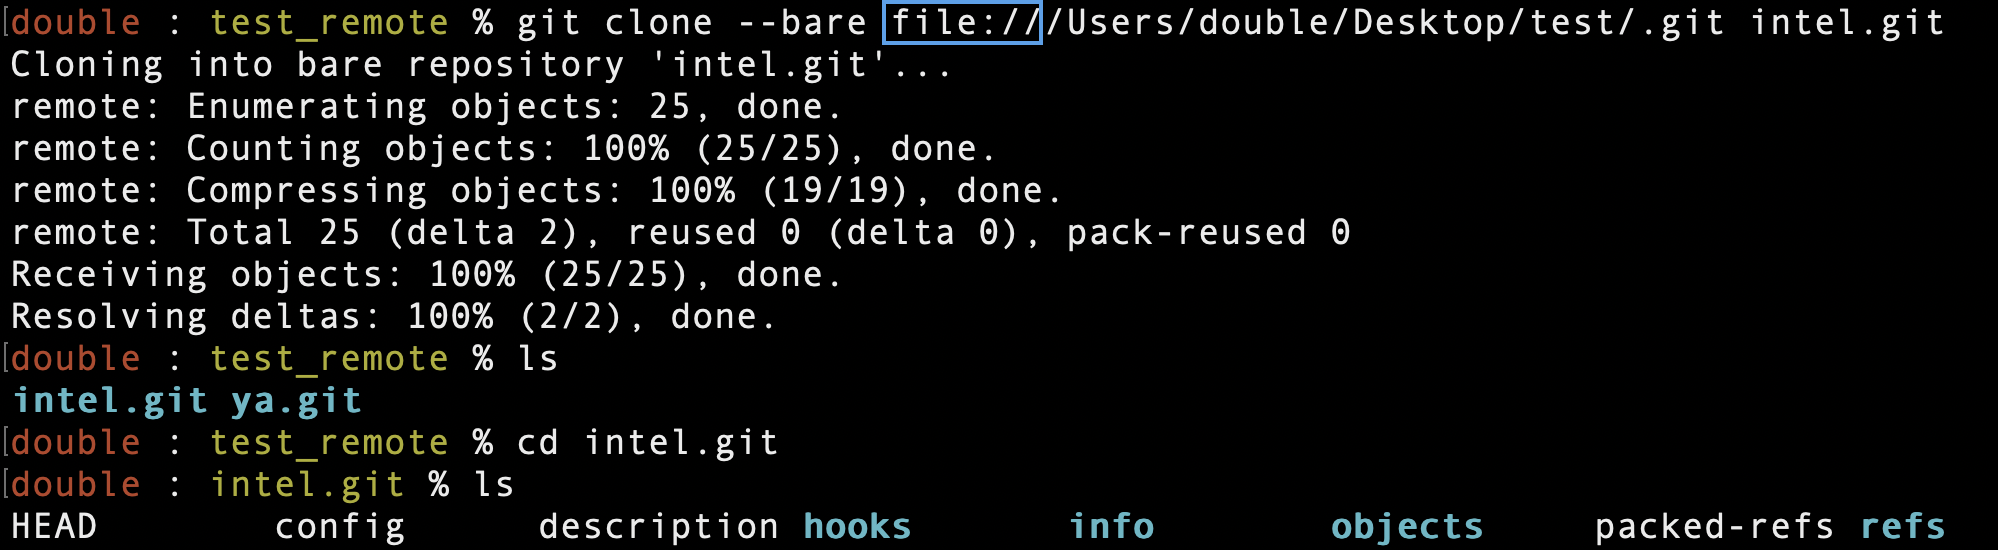 double : test_remote % git clone --bare file:///Users/double/Desktop/test/.git intel.git
Cloning into bare repository 'intel.git'...
remote: Enumerating objects: 25, done.
remote: Counting objects: 100% (25/25), done.
remote: Compressing objects: 100% (19/19), done.
remote: Total 25 (delta 2), reused 0 (delta 0), pack-reused 0
Receiving objects: 100% (25/25), done.
Resolving deltas: 100% (2/2), done.
double : test_remote % ls
intel.git ya.git
double : test_remote % cd intel.git
double : intel.git % ls
HEAD config description hooks info objects packed-refs refs